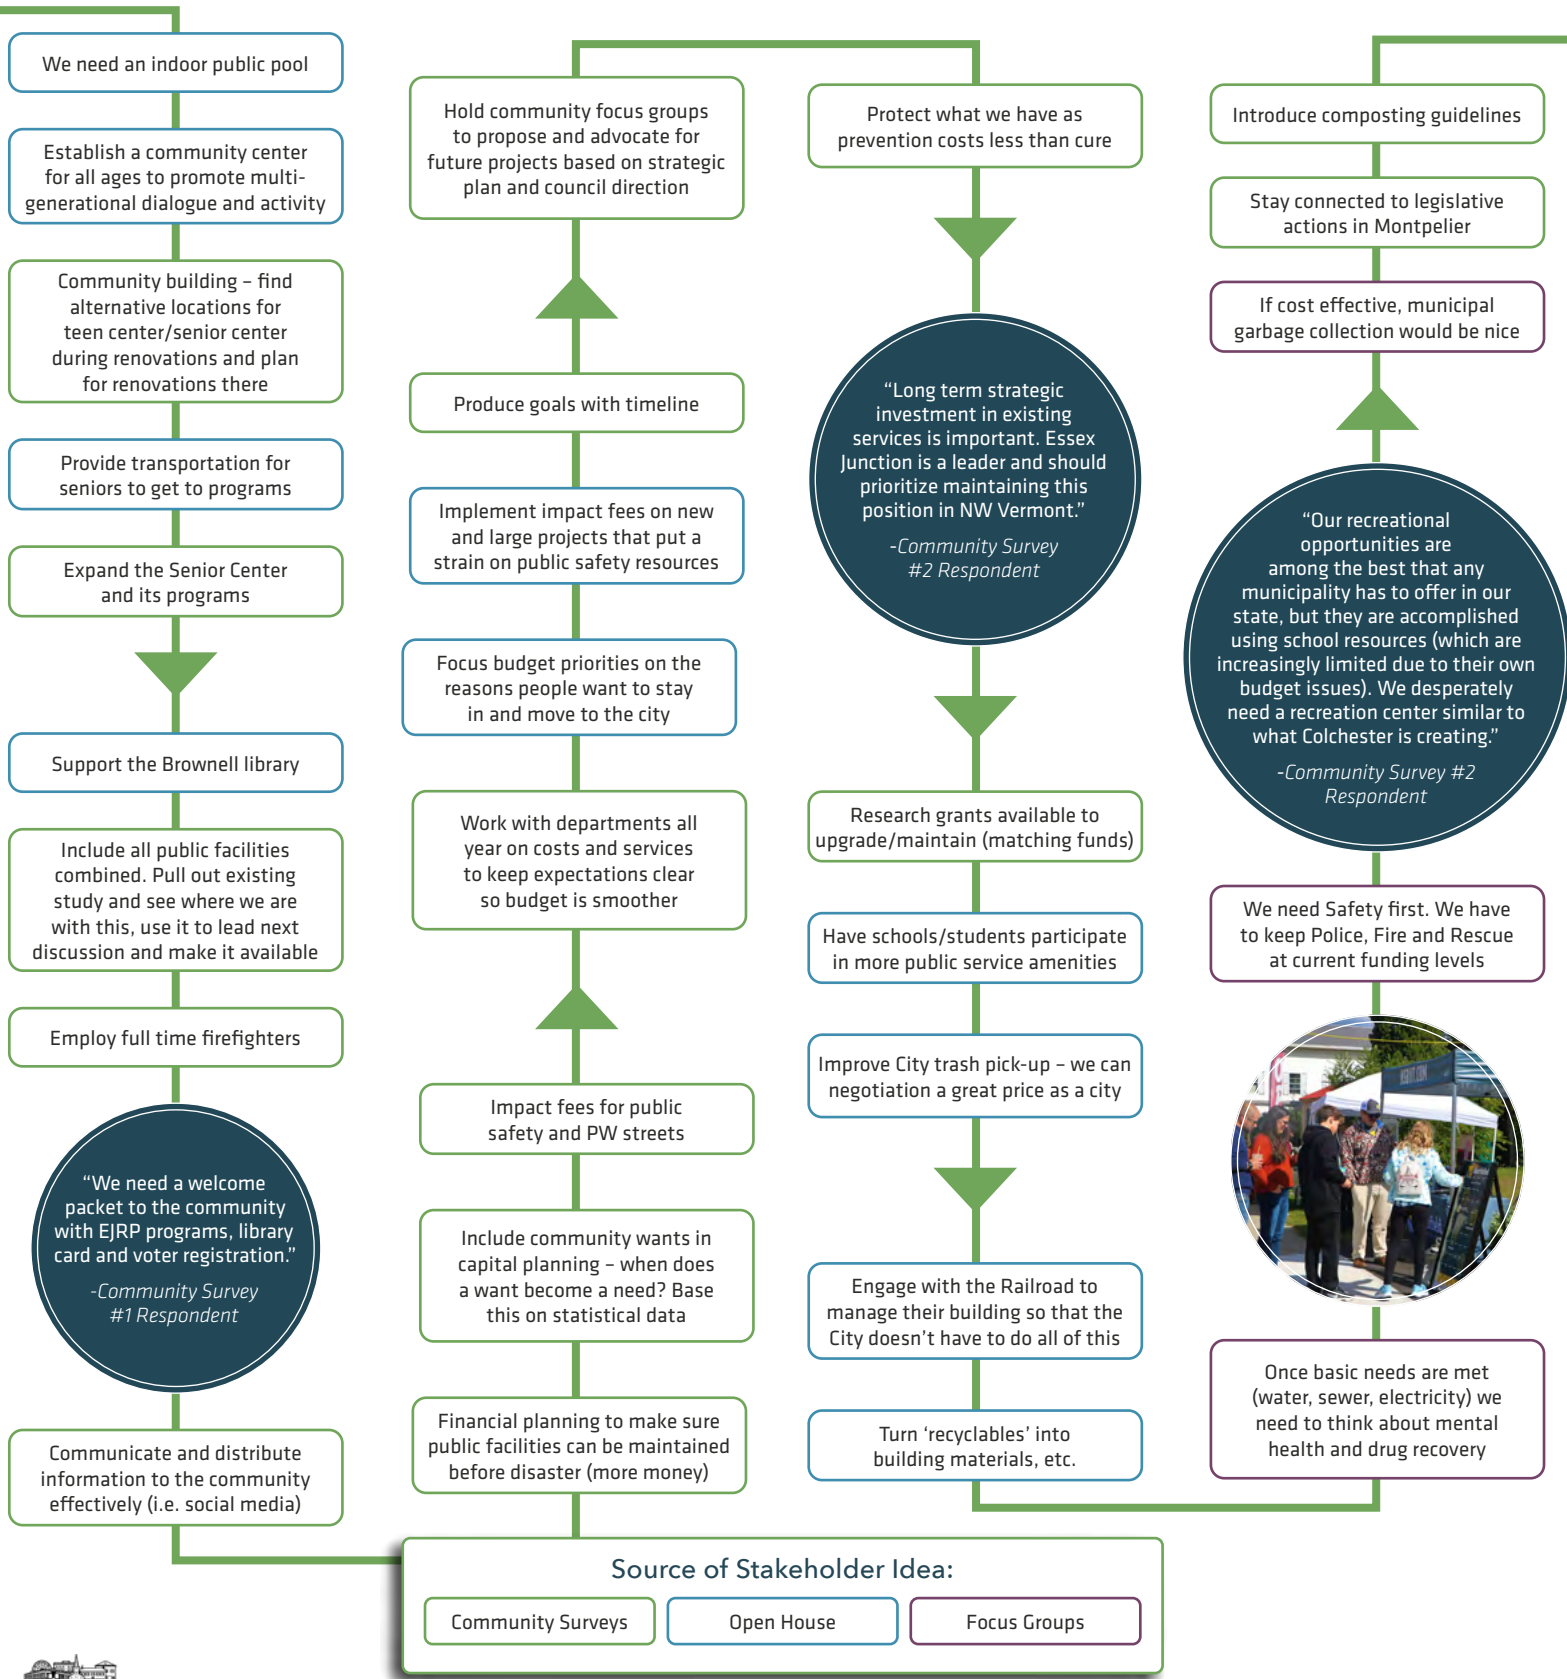 We need an indoor public pool
Establish a community center
for all ages to promote multi-
generational dialogue and activity
Community building – find
alternative locations for
teen center/senior center
during renovations and plan
for renovations there
Provide transportation for
seniors to get to programs
Expand the Senior Center
and its programs
Support the Brownell library
Include all public facilities
combined. Pull out existing
study and see where we are
with this, use it to lead next
discussion and make it available
Employ full time firefighters
“We need a welcome
packet to the community
with EJRP programs, library
card and voter registration.”
-Community Survey
#1 Respondent
Communicate and distribute
information to the community
effectively (i.e. social media)
Hold community focus groups
to propose and advocate for
future projects based on strategic
plan and council direction
Produce goals with timeline
Implement impact fees on new
and large projects that put a
strain on public safety resources
Focus budget priorities on the
reasons people want to stay
in and move to the city
Work with departments all
year on costs and services
to keep expectations clear
so budget is smoother
Impact fees for public
safety and PW streets
Include community wants in
capital planning – when does
a want become a need? Base
this on statistical data
Financial planning to make sure
public facilities can be maintained
before disaster (more money)
Protect what we have as
prevention costs less than cure
“Long term strategic
investment in existing
services is important. Essex
Junction is a leader and should
prioritize maintaining this
position in NW Vermont.”
-Community Survey
#2 Respondent
Research grants available to
upgrade/maintain (matching funds)
Have schools/students participate
in more public service amenities
Improve City trash pick-up – we can
negotiation a great price as a city
Engage with the Railroad to
manage their building so that the
City doesn't have to do all of this
Turn ‘recyclables’ into
building materials, etc.
Introduce composting guidelines
Stay connected to legislative
actions in Montpelier
If cost effective, municipal
garbage collection would be nice
“Our recreational
opportunities are
among the best that any
municipality has to offer in our
state, but they are accomplished
using school resources (which are
increasingly limited due to their own
budget issues). We desperately
need a recreation center similar to
what Colchester is creating.”
-Community Survey #2
Respondent
We need Safety first. We have
to keep Police, Fire and Rescue
at current funding levels
Once basic needs are met
(water, sewer, electricity) we
need to think about mental
health and drug recovery
Source of Stakeholder Idea:
Community Surveys
Open House
Focus Groups